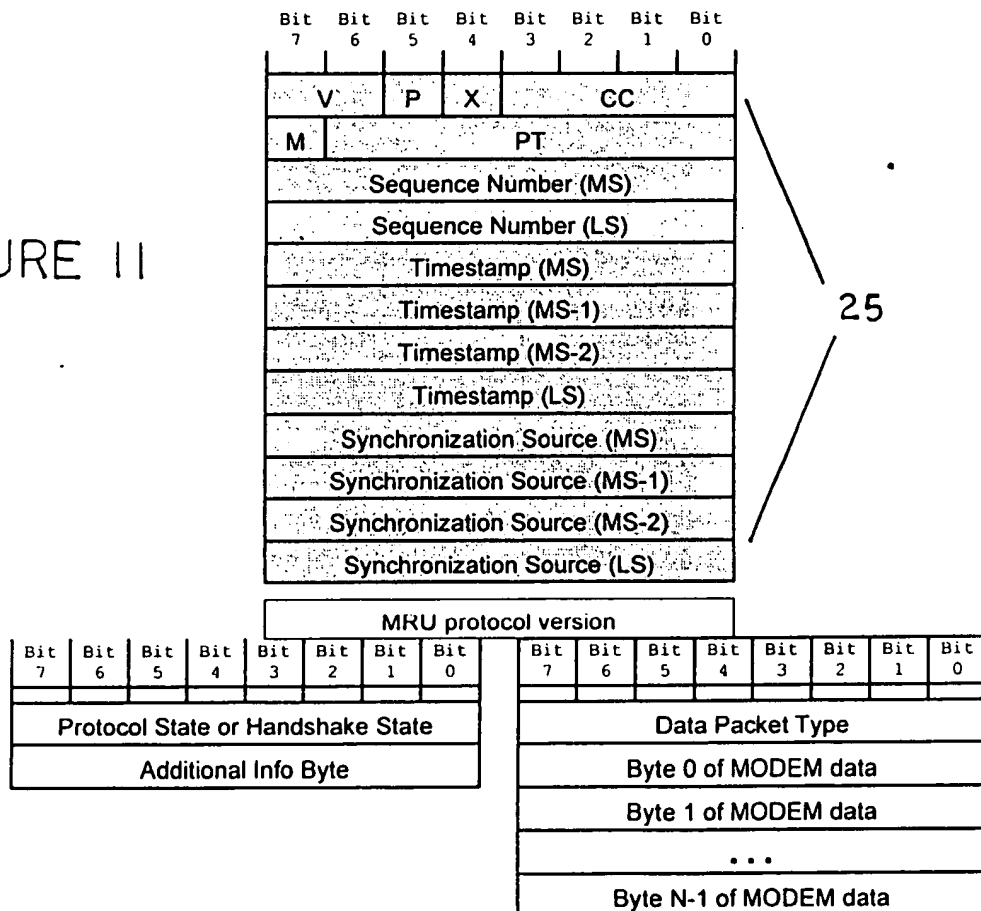 Bit Bit Bit Bit Bit Bit Bit Bit
7 6 5 4 3 2 1 0
V P X CC
M PT
Sequence Number (MS)
Sequence Number (LS)
URE 11
Timestamp (MS)
Timestamp (MS-1)
25
Timestamp (MS-2)
Timestamp (LS)
Synchronization Source (MS)
Synchronization Source (MS-1)
Synchronization Source (MS-2)
Synchronization Source (LS)
MRU protocol version
Bit Bit Bit Bit Bit Bit Bit Bit
7 6 5 4 3 2 1 0
Protocol State or Handshake State
Additional Info Byte
Bit Bit Bit Bit Bit Bit Bit Bit
7 6 5 4 3 2 1 0
Data Packet Type
Byte 0 of MODEM data
Byte 1 of MODEM data
...
Byte N-1 of MODEM data